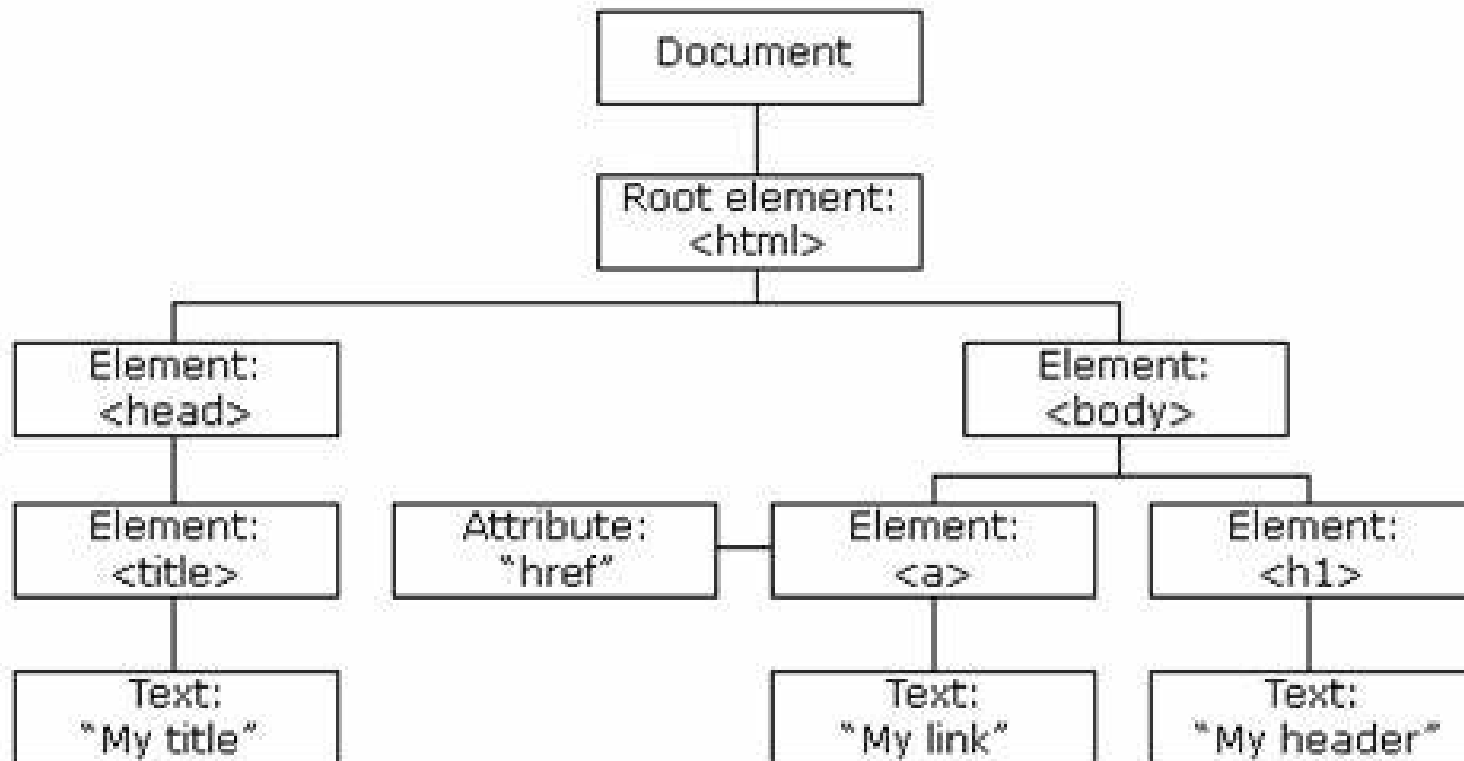 Document
Root element:
<html>
Element:
<head>
Element:
<body>
Element:
<title>
Attribute:
“href”
Element:
<a>
Element:
<h1>
Text:
“My title”
Text:
“My link”
Text:
“My header”